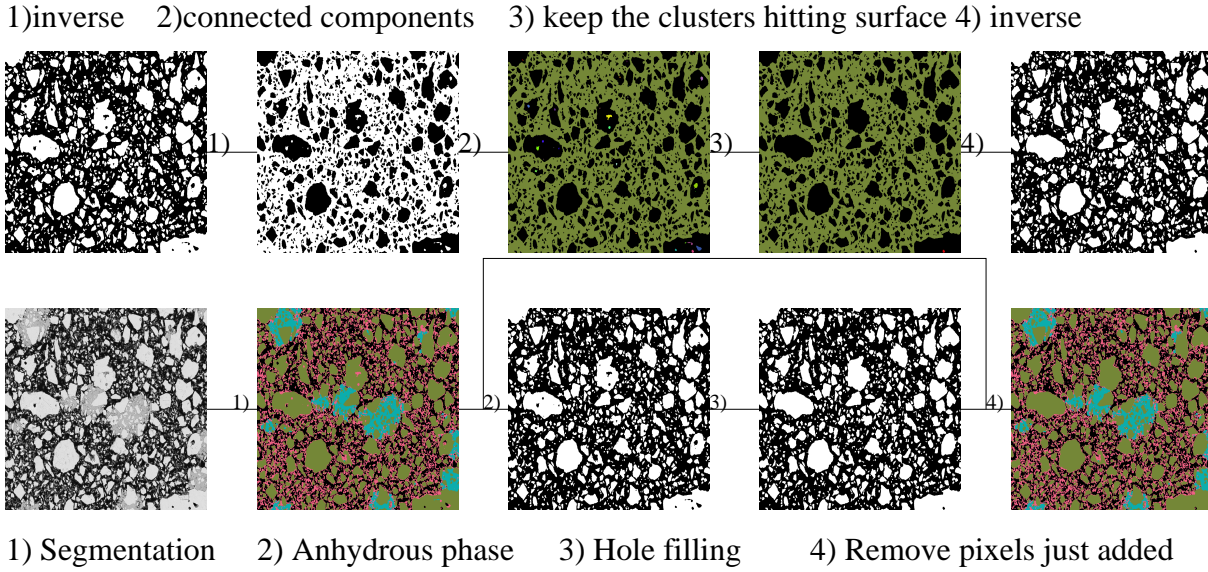 1)inverse 2)connected components 3) keep the clusters hitting surface 4) inverse
1) 2) 3) 4)
1) 2) 3) 4)
1) Segmentation 2) Anhydrous phase 3) Hole filling 4) Remove pixels just added